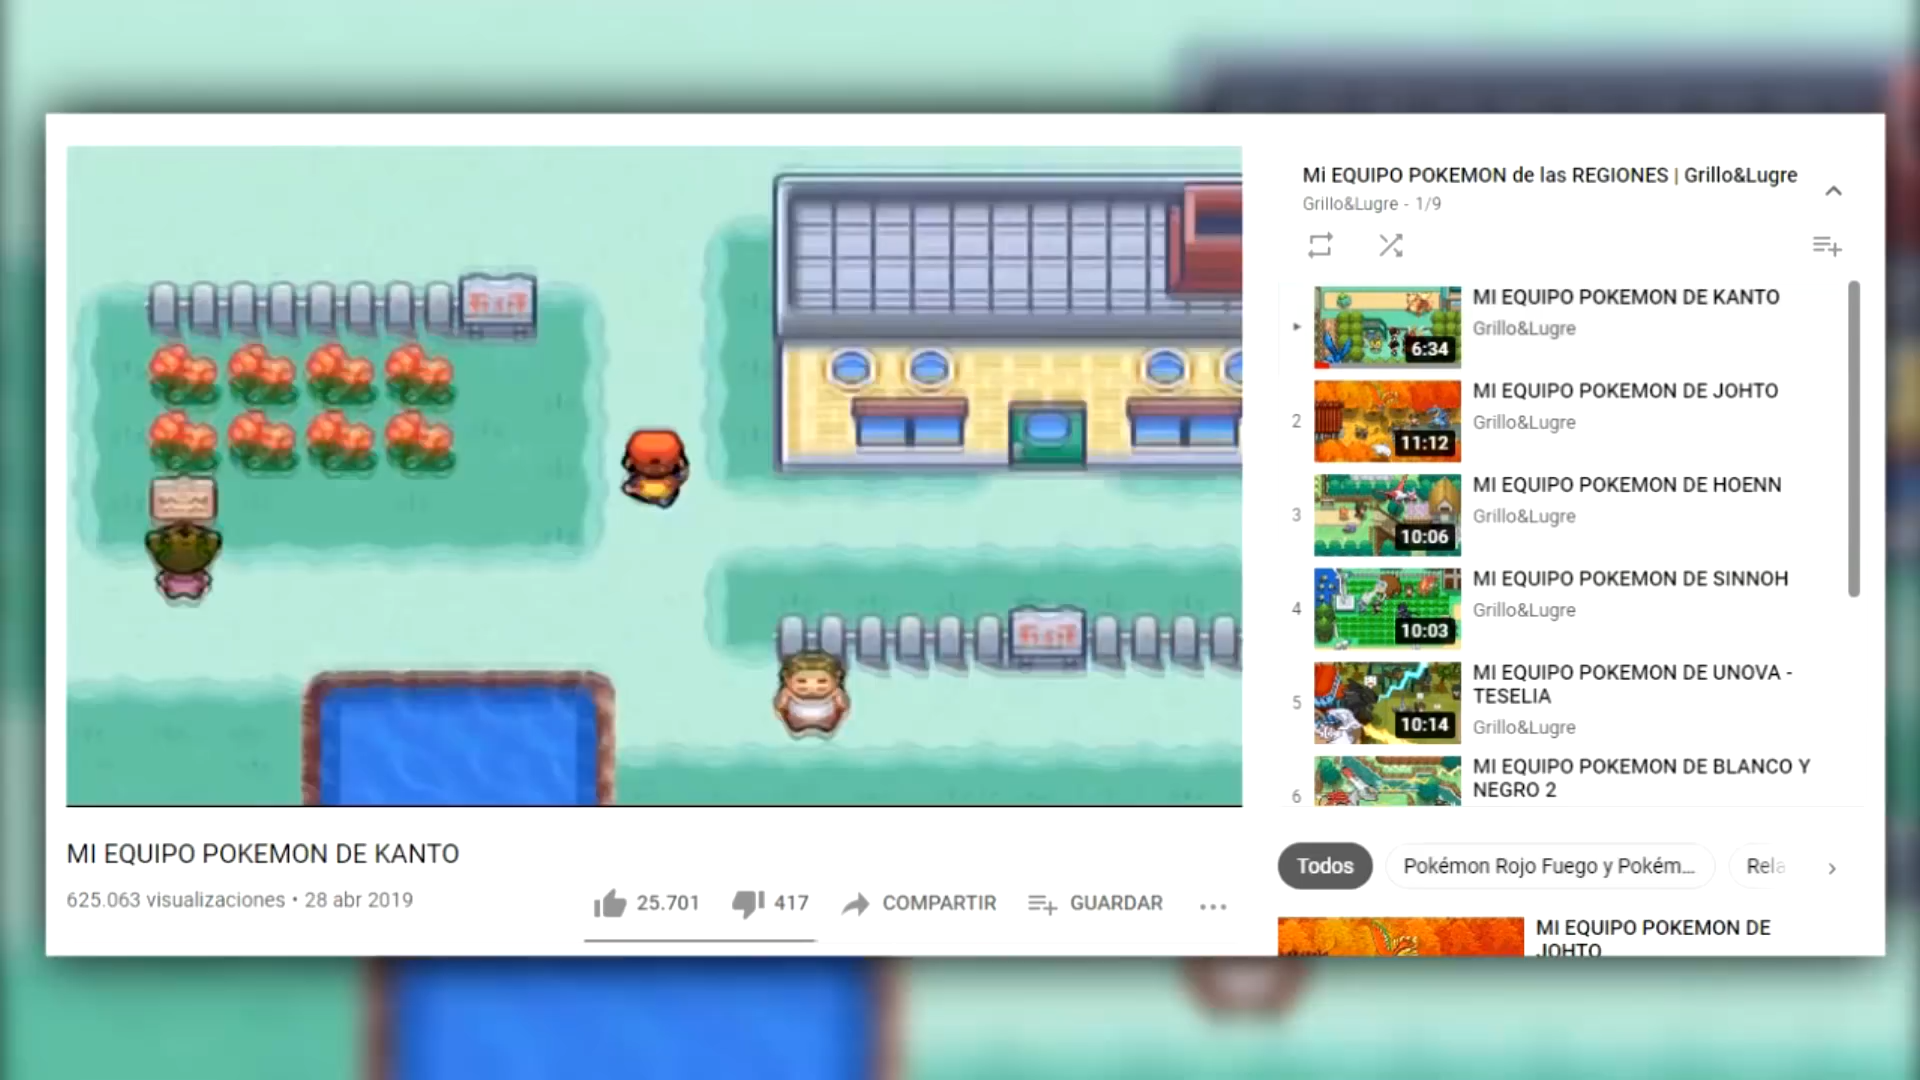 Mi EQUIPO POKEMON de las REGIONES | Grillo&Lugre
Grillo&Lugre - 1/9
MI EQUIPO POKEMON DE KANTO
Grillo&Lugre
6:34
2
MI EQUIPO POKEMON DE JOHTO
Grillo&Lugre
11:12
3
MI EQUIPO POKEMON DE HOENN
Grillo&Lugre
10:06
4
MI EQUIPO POKEMON DE SINNOH
Grillo&Lugre
10:03
5
MI EQUIPO POKEMON DE UNOVA -
TESELIA
Grillo&Lugre
10:14
6
MI EQUIPO POKEMON DE BLANCO Y
NEGRO 2
MI EQUIPO POKEMON DE KANTO
625.063 visualizaciones • 28 abr 2019
25.701
417
COMPARTIR
GUARDAR
Todos
Pokémon Rojo Fuego y Pokém...
Rela
MI EQUIPO POKEMON DE
JOHTO